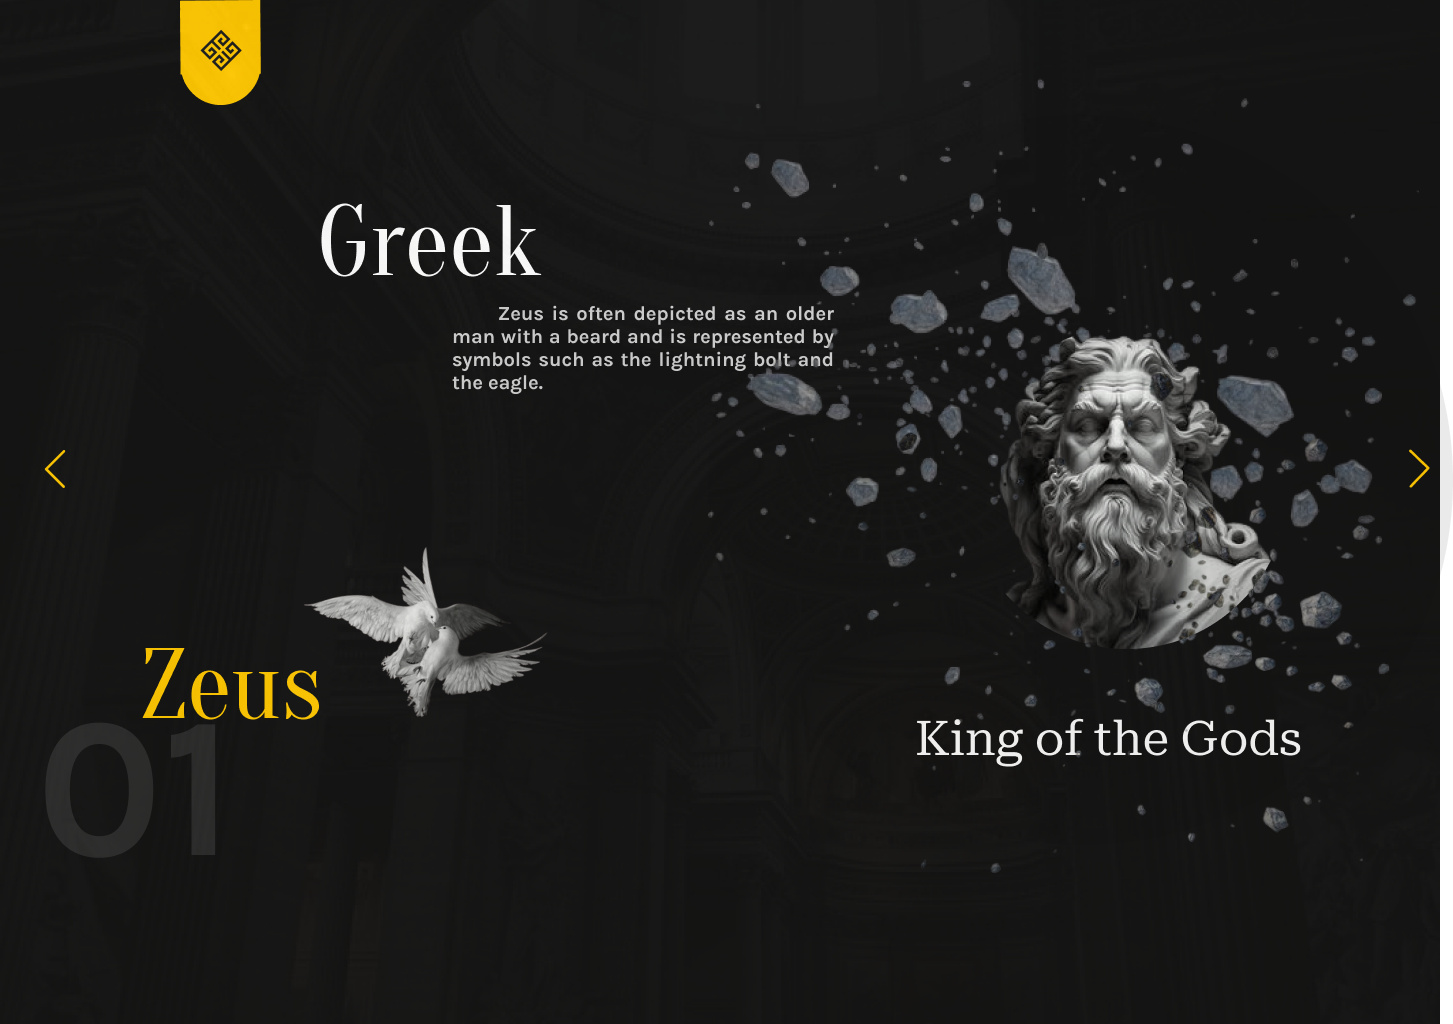 Greek
Zeus is often depicted as an older
man with a beard and is represented by
symbols such as the lightning bolt and
the eagle.
Zeus
01
King of the Gods